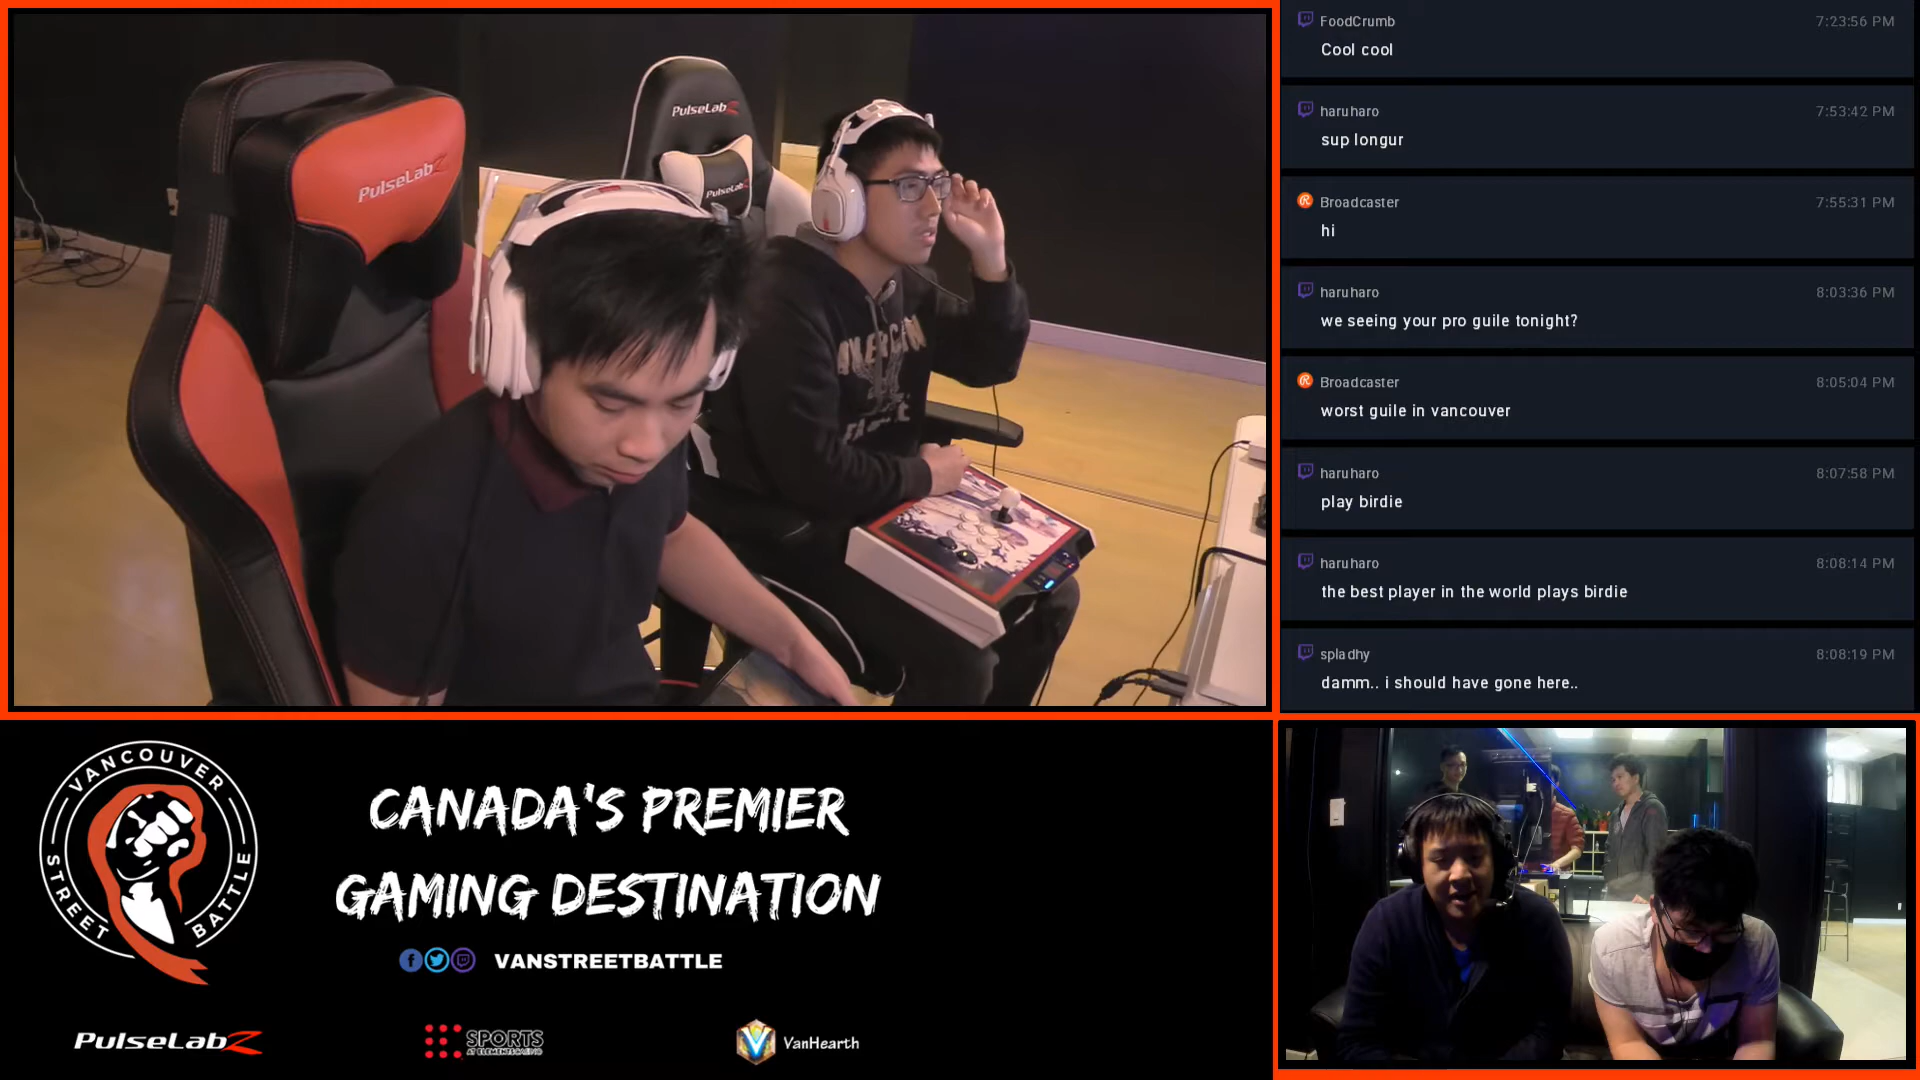 PulseLabZ
PulseLabZ
PulseLabZ
FoodCrumb 7:23:56 PM
Cool cool
haruharo 7:53:42 PM
sup longur
Broadcaster 7:55:31 PM
hi
haruharo 8:03:36 PM
we seeing your pro guile tonight?
Broadcaster 8:05:04 PM
worst guile in vancouver
haruharo 8:07:58 PM
play birdie
haruharo 8:08:14 PM
the best player in the world plays birdie
spladhy 8:08:19 PM
damm.. i should have gone here..
VANCOUVER
STREET BATTLE
CANADA'S PREMIER
GAMING DESTINATION
VANSTREETBATTLE
PulseLabZ
SPORTS
VanHearth